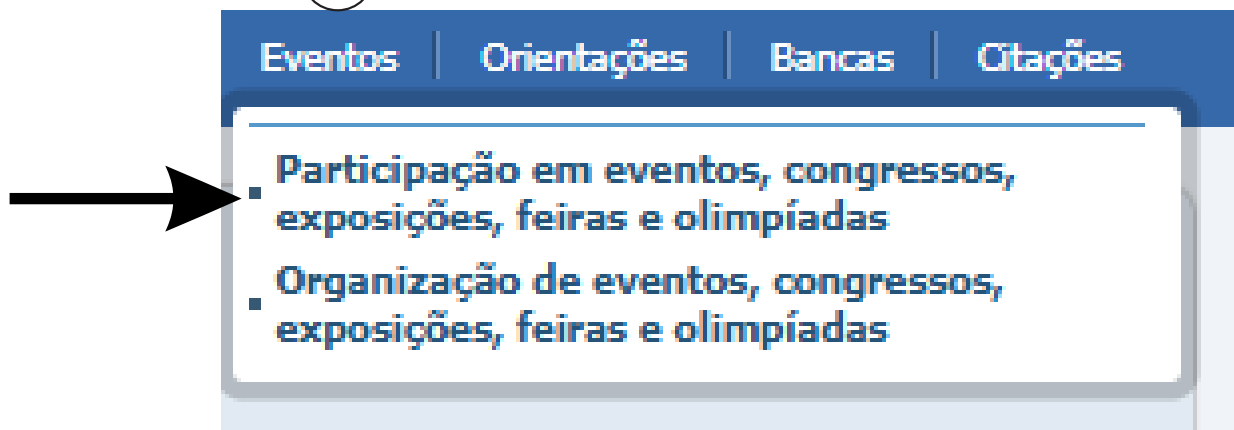 Eventos Orientações Bancas Citações
Participação em eventos, congressos,
exposições, feiras e olimpíadas
Organização de eventos, congressos,
exposições, feiras e olimpíadas